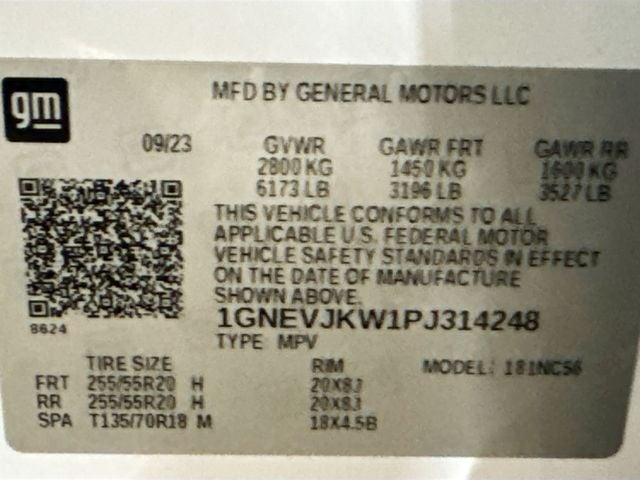 gm
MFD BY GENERAL MOTORS LLC
09/23 GVWR GAWR FRT GAWR RR
2800 KG 1450 KG 1600 KG
6173 LB 3196 LB 3527 LB
THIS VEHICLE CONFORMS TO ALL
APPLICABLE U.S. FEDERAL MOTOR
VEHICLE SAFETY STANDARDS IN EFFECT
ON THE DATE OF MANUFACTURE
SHOWN ABOVE.
8624
1GNEVJKW1PJ314248
TYPE MPV
TIRE SIZE RIM MODEL: 181NC56
FRT 255/55R20 H 20X8J
RR 255/55R20 H 20X8J
SPA T135/70R18 M 18X4.5B